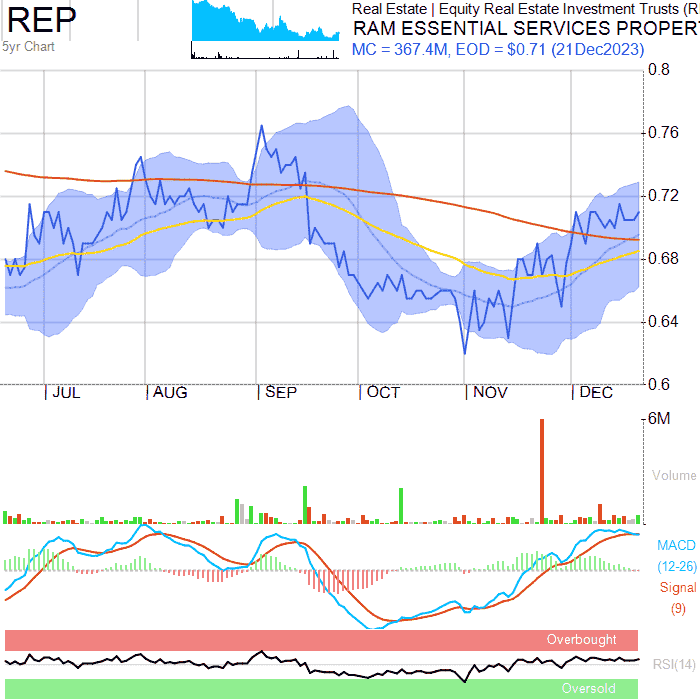 REP
5yr Chart
Real Estate | Equity Real Estate Investment Trusts (R
RAM ESSENTIAL SERVICES PROPER
MC = 367.4M, EOD = $0.71 (21Dec2023)
0.8
0.76
0.72
0.68
0.64
0.6
JUL
AUG
SEP
OCT
NOV
DEC
6M
Volume
MACD
(12-26)
Signal
(9)
Overbought
RSI(14)
Oversold